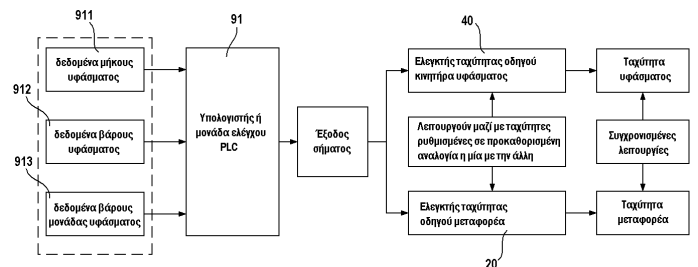 911
91
40
δεδομένα μήκους
υφάσματος
912
δεδομένα βάρους
υφάσματος
913
δεδομένα βάρους
μονάδας υφάσματος
Υπολογιστής ή
μονάδα ελέγχου
PLC
Έξοδος
σήματος
Ελεγκτής ταχύτητας οδηγού
κινητήρα υφάσματος
Ταχύτητα
υφάσματος
Λειτουργούν μαζί με ταχύτητες
ρυθμισμένες σε προκαθορισμένη
αναλογία η μία με την άλλη
Συγχρονισμένες
λειτουργίες
Ελεγκτής ταχύτητας
οδηγού μεταφορέα
Ταχύτητα
μεταφορέα
20